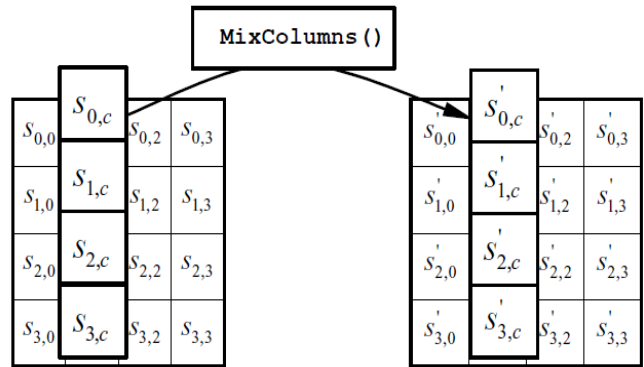 MixColumns()
s0,0 s0,c s0,2 s0,3 s'0,0 s'0,c s'0,2 s'0,3
s1,0 s1,c s1,2 s1,3 s'1,0 s'1,c s'1,2 s'1,3
s2,0 s2,c s2,2 s2,3 s'2,0 s'2,c s'2,2 s'2,3
s3,0 s3,c s3,2 s3,3 s'3,0 s'3,c s'3,2 s'3,3